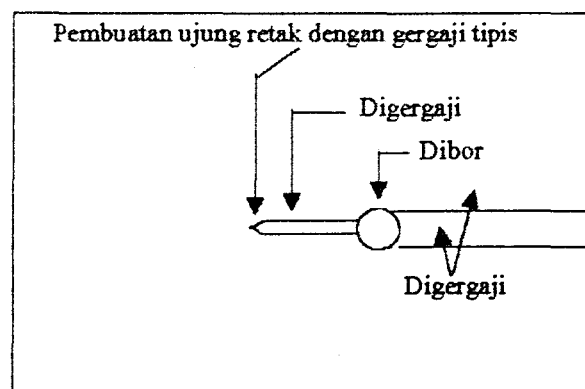 Pembuatan ujung retak dengan gergaji tipis
Digergaji
Dibor
Digergaji